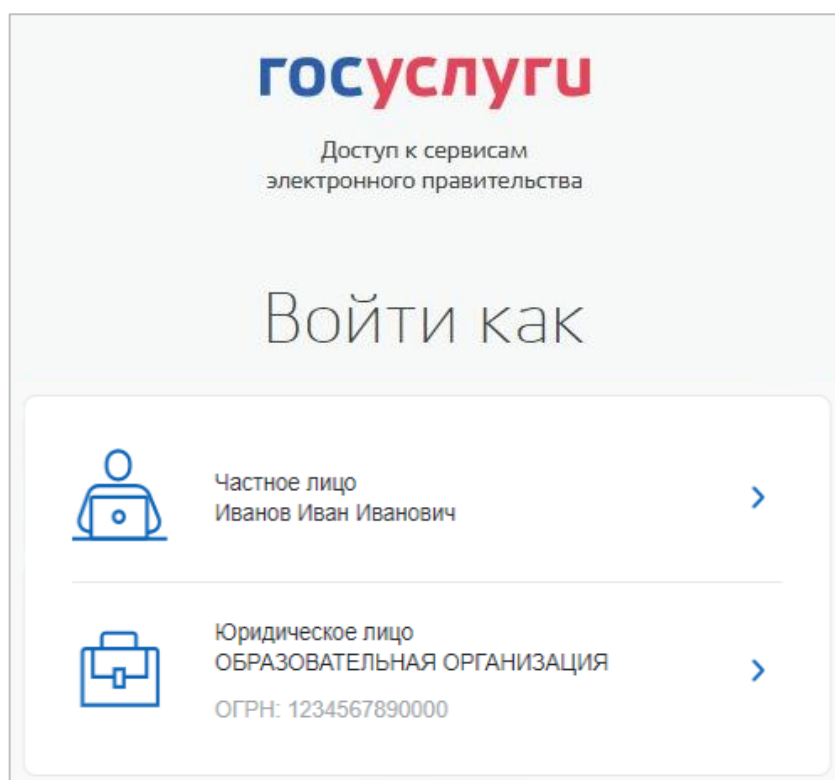 госуслуги
Доступ к сервисам
электронного правительства
Войти как
Частное лицо
Иванов Иван Иванович
Юридическое лицо
ОБРАЗОВАТЕЛЬНАЯ ОРГАНИЗАЦИЯ
ОГРН: 1234567890000